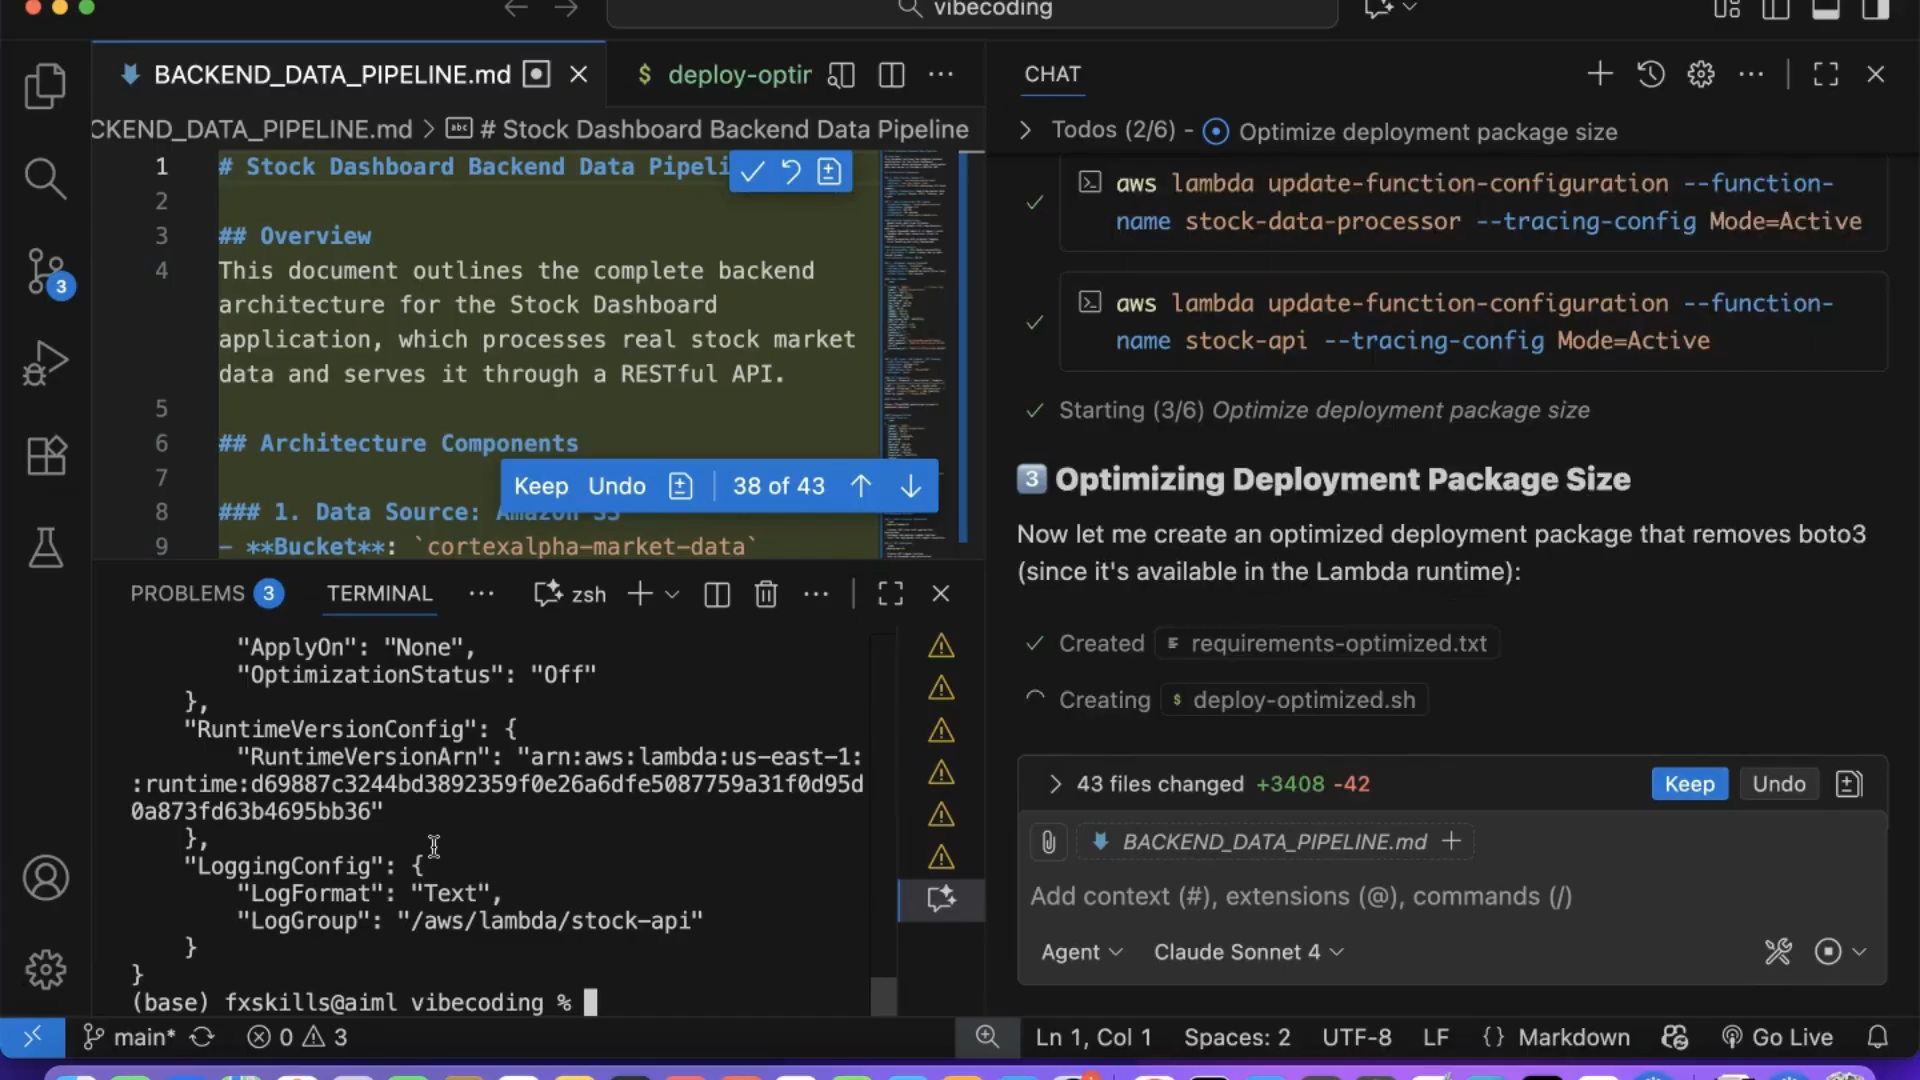 vibecoding
BACKEND_DATA_PIPELINE.md
$ deploy-optir
CKEND_DATA_PIPELINE.md > # Stock Dashboard Backend Data Pipeline
1 # Stock Dashboard Backend Data Pipeli
2
3 ## Overview
4 This document outlines the complete backend
architecture for the Stock Dashboard
application, which processes real stock market
data and serves it through a RESTful API.
5
6 ## Architecture Components
7
Keep Undo 38 of 43
8 ### 1. Data Source: Amazon S3
9 - **Bucket**: `cortexalpha-market-data`
PROBLEMS 3 TERMINAL zsh
"ApplyOn": "None",
"OptimizationStatus": "Off"
},
"RuntimeVersionConfig": {
"RuntimeVersionArn": "arn:aws:lambda:us-east-1:
:runtime:d69887c3244bd3892359f0e26a6dfe5087759a31f0d95d
0a873fd63b4695bb36"
},
"LoggingConfig": {
"LogFormat": "Text",
"LogGroup": "/aws/lambda/stock-api"
}
}
(base) fxskills@aiml vibecoding %
3
CHAT
Todos (2/6) - Optimize deployment package size
aws lambda update-function-configuration --function-
name stock-data-processor --tracing-config Mode=Active
aws lambda update-function-configuration --function-
name stock-api --tracing-config Mode=Active
Starting (3/6) Optimize deployment package size
3 Optimizing Deployment Package Size
Now let me create an optimized deployment package that removes boto3
(since it's available in the Lambda runtime):
Created requirements-optimized.txt
Creating $ deploy-optimized.sh
43 files changed +3408 -42 Keep Undo
BACKEND_DATA_PIPELINE.md
Add context (#), extensions (@), commands (/)
Agent Claude Sonnet 4
main* 0 3 Ln 1, Col 1 Spaces: 2 UTF-8 LF {} Markdown Go Live